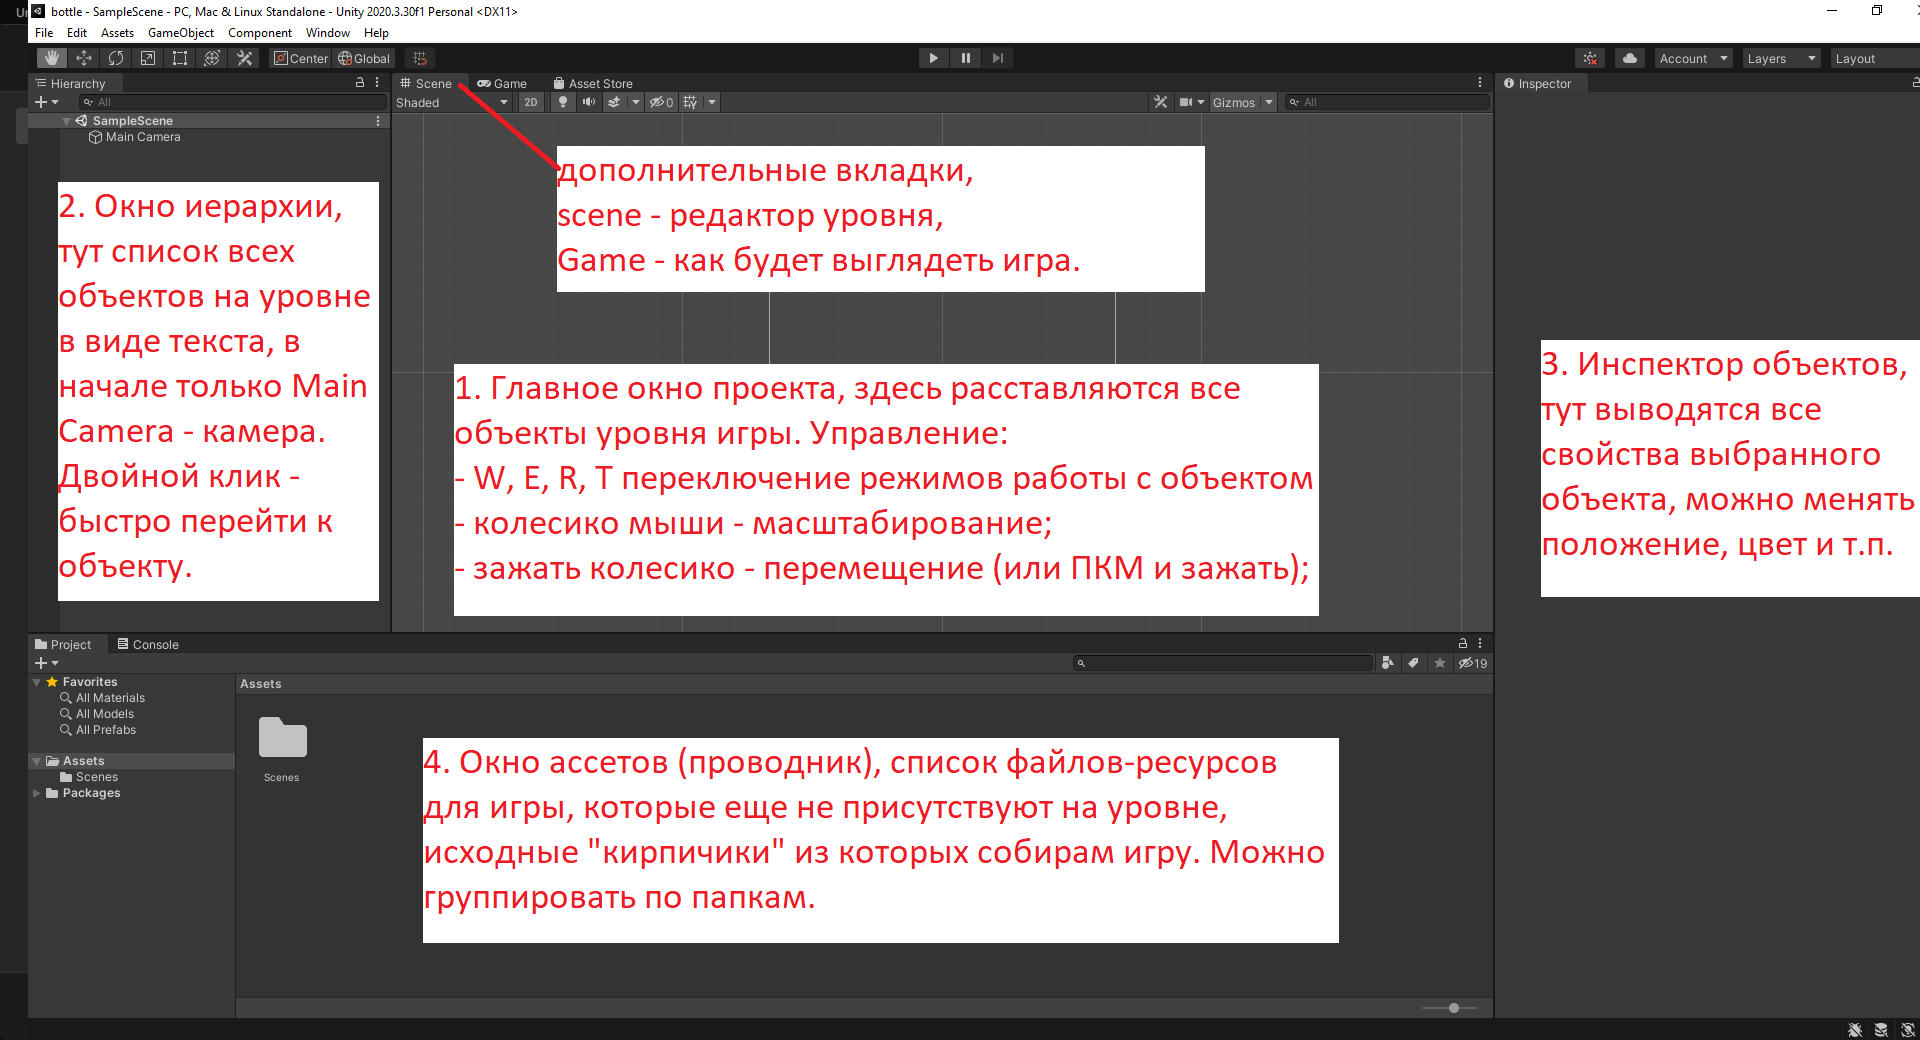 Un
bottle - SampleScene - PC, Mac & Linux Standalone - Unity 2020.3.30f1 Personal <DX11>
File Edit Assets GameObject Component Window Help
Center Global Account Layers Layout
Hierarchy
All
SampleScene
Main Camera
2. Окно иерархии,
тут список всех
объектов на уровне
в виде текста, в
начале только Main
Camera - камера.
Двойной клик -
быстро перейти к
объекту.
Scene Game Asset Store
Shaded 2D 0 Gizmos All
дополнительные вкладки,
scene - редактор уровня,
Game - как будет выглядеть игра.
1. Главное окно проекта, здесь расставляются все
объекты уровня игры. Управление:
- W, E, R, T переключение режимов работы с объектом
- колесико мыши - масштабирование;
- зажать колесико - перемещение (или ПКМ и зажать);
Inspector
3. Инспектор объектов,
тут выводятся все
свойства выбранного
объекта, можно менять
положение, цвет и т.п.
Project Console
19
Favorites
All Materials
All Models
All Prefabs
Assets
Scenes
Packages
Assets
Scenes
4. Окно ассетов (проводник), список файлов-ресурсов
для игры, которые еще не присутствуют на уровне,
исходные "кирпичики" из которых собирам игру. Можно
группировать по папкам.